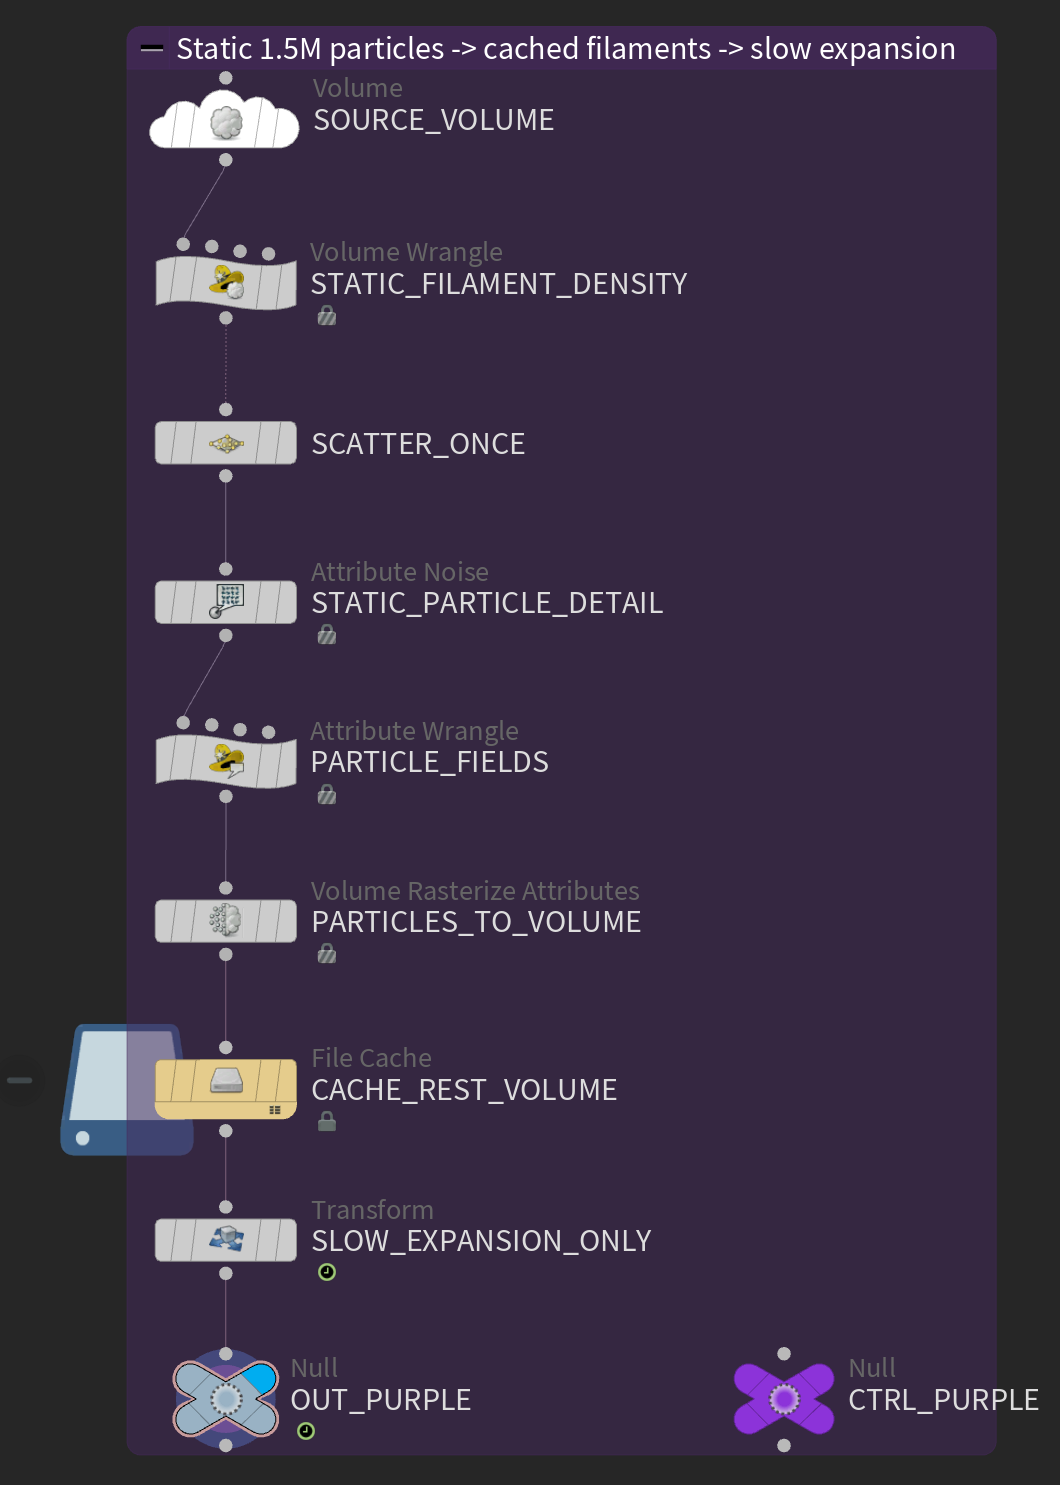 Static 1.5M particles -> cached filaments -> slow expansion
Volume
SOURCE_VOLUME
Volume Wrangle
STATIC_FILAMENT_DENSITY
SCATTER_ONCE
Attribute Noise
STATIC_PARTICLE_DETAIL
Attribute Wrangle
PARTICLE_FIELDS
Volume Rasterize Attributes
PARTICLES_TO_VOLUME
File Cache
CACHE_REST_VOLUME
Transform
SLOW_EXPANSION_ONLY
Null
OUT_PURPLE
Null
CTRL_PURPLE